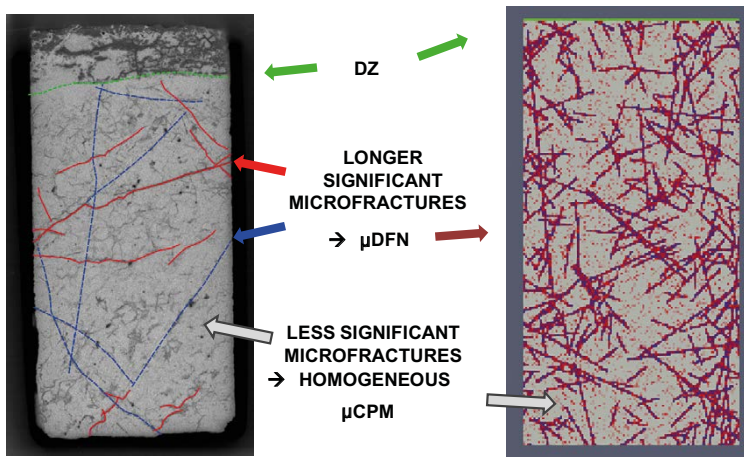 DZ
LONGER
SIGNIFICANT
MICROFRACTURES
→ µDFN
LESS SIGNIFICANT
MICROFRACTURES
→ HOMOGENEOUS
µCPM